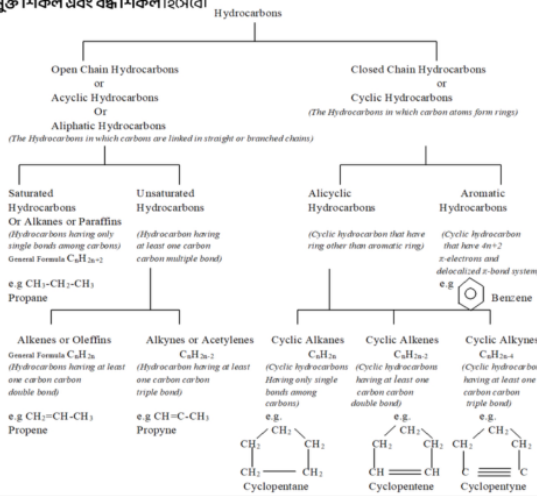 মুক্ত শিকল এবং বদ্ধ শিকল হিসেবে।
Hydrocarbons
Open Chain Hydrocarbons
or
Acyclic Hydrocarbons
Or
Aliphatic Hydrocarbons
(The Hydrocarbons in which carbons are linked in straight or branched chains)
Closed Chain Hydrocarbons
or
Cyclic Hydrocarbons
(The Hydrocarbons in which carbon atoms form rings)
Saturated
Hydrocarbons
Or Alkanes or Paraffins
(Hydrocarbons having only
single bonds among carbons)
General Formula CₙH₂ₙ₊₂
e.g CH₃-CH₂-CH₃
Propane
Unsaturated
Hydrocarbons
(Hydrocarbon having
at least one carbon
carbon multiple bond)
Alicyclic
Hydrocarbons
(Cyclic hydrocarbon that have
ring other than aromatic ring)
Aromatic
Hydrocarbons
(Cyclic hydrocarbon
that have 4n+2
π-electrons and
delocalized π-bond system
e.g
Benzene
Alkenes or Oleffins
General Formula CₙH₂ₙ
(Hydrocarbons having at least
one carbon carbon
double bond)
e.g CH₂=CH-CH₃
Propene
Alkynes or Acetylenes
CₙH₂ₙ₋₂
(Hydrocarbon having at least
one carbon carbon
triple bond)
e.g CH≡C-CH₃
Propyne
Cyclic Alkanes
CₙH₂ₙ
(Cyclic hydrocarbons
Having only single
bonds among
carbons)
e.g.
CH₂
CH₂ CH₂
CH₂ CH₂
Cyclopentane
Cyclic Alkenes
CₙH₂ₙ₋₂
(Cyclic hydrocarbons
having at least one
carbon carbon
double bond)
e.g.
CH₂
CH₂ CH₂
CH CH
Cyclopentene
Cyclic Alkynes
CₙH₂ₙ₋₄
(Cyclic hydrocarbo
having at least one
carbon carbon
triple bond)
e.g.
CH₂
CH₂ CH₂
C C
Cyclopentyne